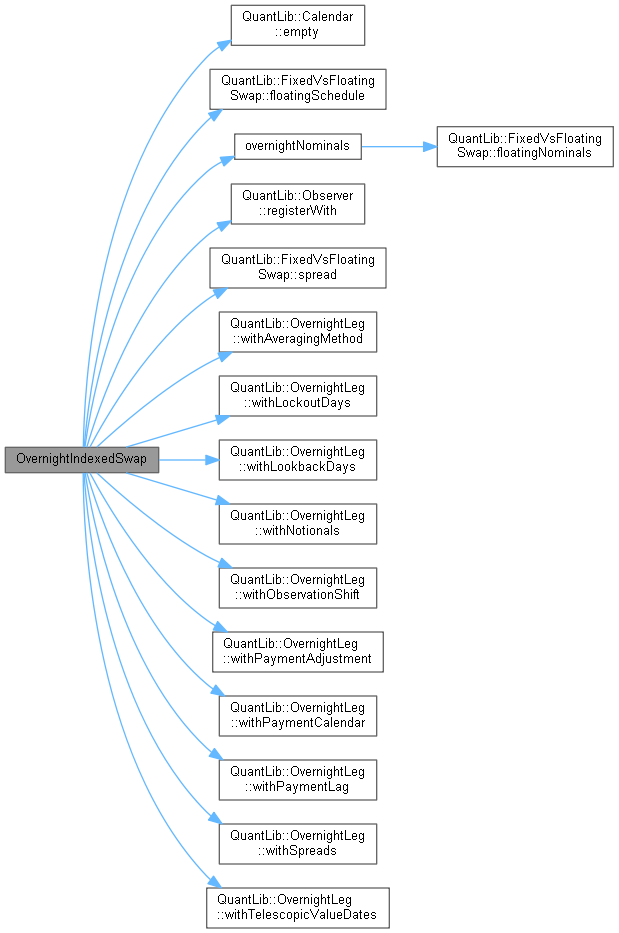 QuantLib::Calendar
::empty
QuantLib::FixedVsFloating
Swap::floatingSchedule
overnightNominals
QuantLib::FixedVsFloating
Swap::floatingNominals
QuantLib::Observer
::registerWith
QuantLib::FixedVsFloating
Swap::spread
QuantLib::OvernightLeg
::withAveragingMethod
QuantLib::OvernightLeg
::withLockoutDays
OvernightIndexedSwap
QuantLib::OvernightLeg
::withLookbackDays
QuantLib::OvernightLeg
::withNotionals
QuantLib::OvernightLeg
::withObservationShift
QuantLib::OvernightLeg
::withPaymentAdjustment
QuantLib::OvernightLeg
::withPaymentCalendar
QuantLib::OvernightLeg
::withPaymentLag
QuantLib::OvernightLeg
::withSpreads
QuantLib::OvernightLeg
::withTelescopicValueDates